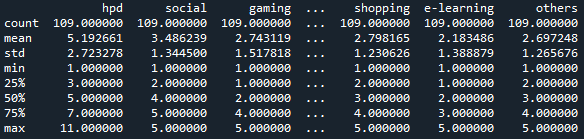 hpd social gaming ... shopping e-learning others
count 109.000000 109.000000 109.000000 ... 109.000000 109.000000 109.000000
mean 5.192661 3.486239 2.743119 ... 2.798165 2.183486 2.697248
std 2.723278 1.344500 1.517818 ... 1.230626 1.388879 1.265676
min 1.000000 1.000000 1.000000 ... 1.000000 1.000000 1.000000
25% 3.000000 2.000000 1.000000 ... 2.000000 1.000000 2.000000
50% 5.000000 4.000000 2.000000 ... 3.000000 2.000000 3.000000
75% 7.000000 5.000000 4.000000 ... 4.000000 3.000000 4.000000
max 11.000000 5.000000 5.000000 ... 5.000000 5.000000 5.000000